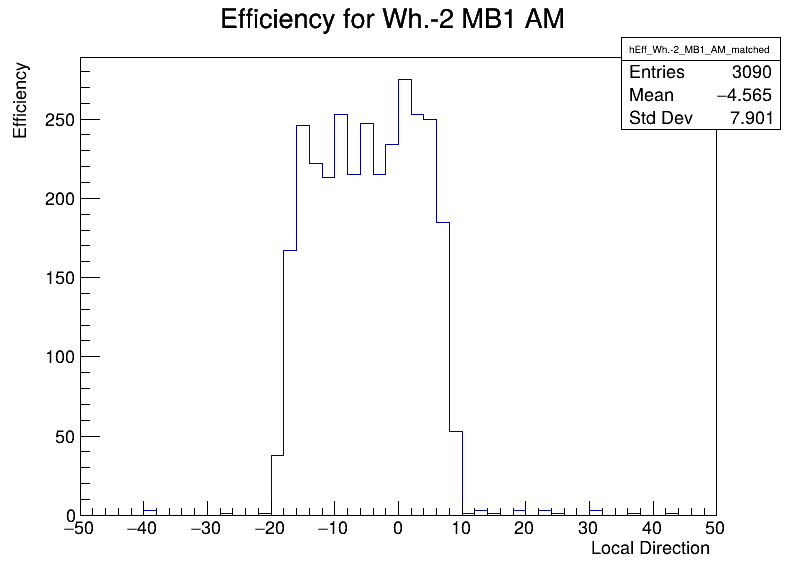 Efficiency for Wh.-2 MB1 AM
hEff_Wh.-2_MB1_AM_matched
Entries 3090
Mean −4.565
Std Dev 7.901
Efficiency
250
200
150
100
50
0
−50 −40 −30 −20 −10 0 10 20 30 40 50
Local Direction